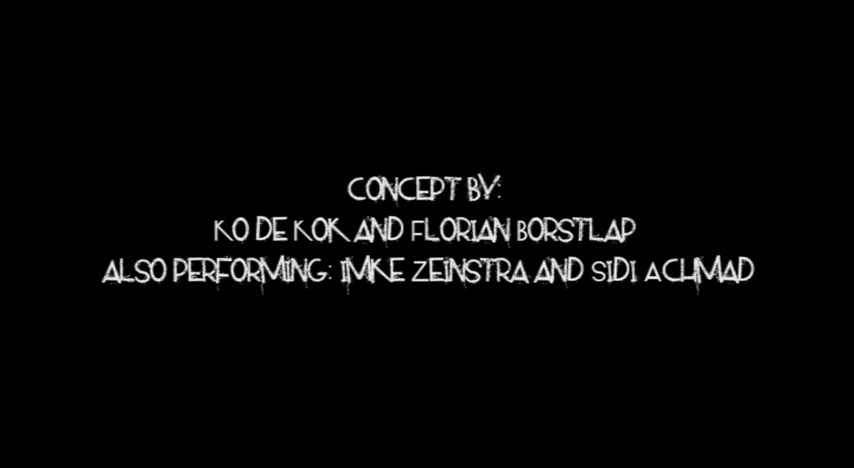 CONCEPT BY:
KO DE KOK AND FLORIAN BORSTLAP
ALSO PERFORMING: IMKE ZEINSTRA AND SIDI ACHMAD